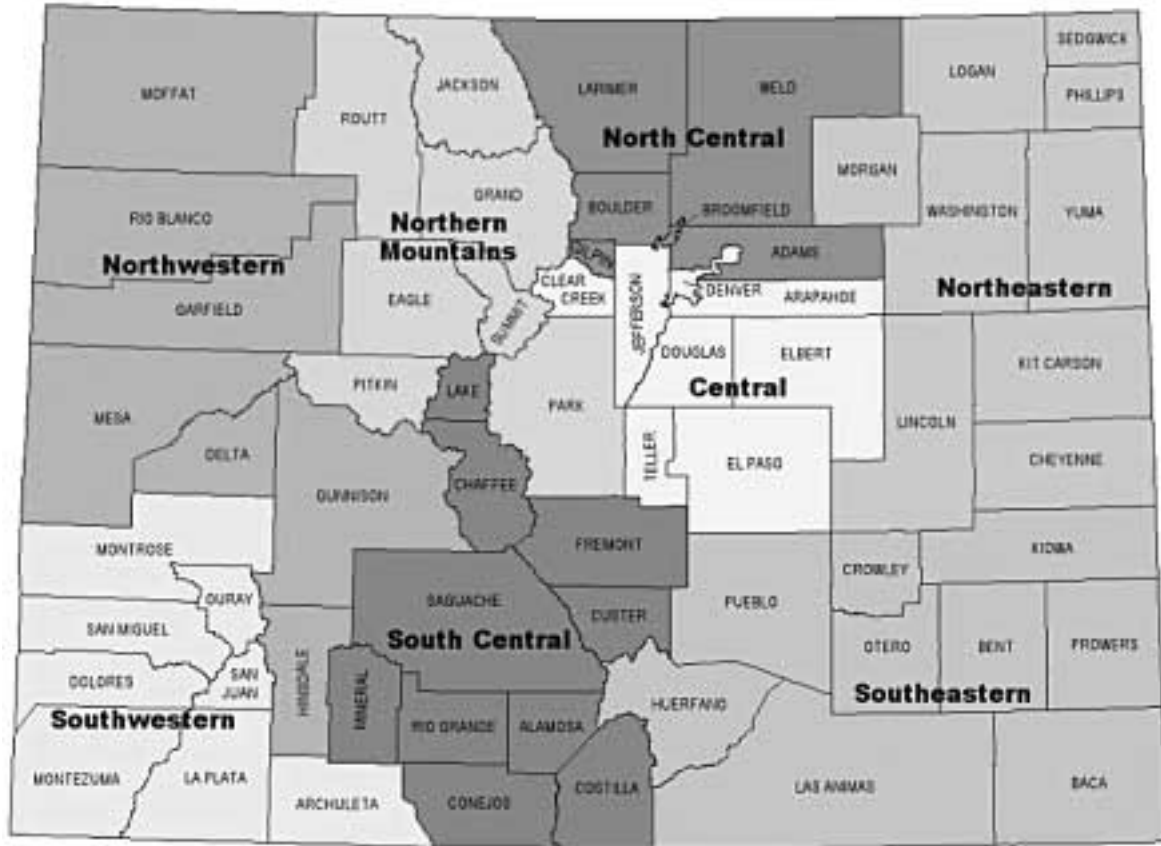 SEDGWICK
LOGAN
JACKSON
MOFFAT
LARIMER
WELD
PHILLIPS
ROUTT
North Central
MORGAN
GRAND
BOULDER
BROOMFIELD
WASHINGTON
YUMA
RIO BLANCO
Northern
Mountains
ADAMS
GILPIN
Northwestern
CLEAR
CREEK
DENVER
ARAPAHOE
Northeastern
EAGLE
GARFIELD
SUMMIT
JEFFERSON
DOUGLAS
ELBERT
KIT CARSON
PITKIN
LAKE
Central
PARK
MESA
LINCOLN
DELTA
TELLER
EL PASO
CHEYENNE
CHAFFEE
GUNNISON
FREMONT
MONTROSE
KIOWA
CROWLEY
OURAY
SAGUACHE
PUEBLO
CUSTER
SAN MIGUEL
South Central
OTERO
BENT
PROWERS
SAN
JUAN
DOLORES
HINSDALE
MINERAL
Southeastern
HUERFANO
Southwestern
RIO GRANDE
ALAMOSA
MONTEZUMA
LA PLATA
COSTILLA
LAS ANIMAS
BACA
ARCHULETA
CONEJOS